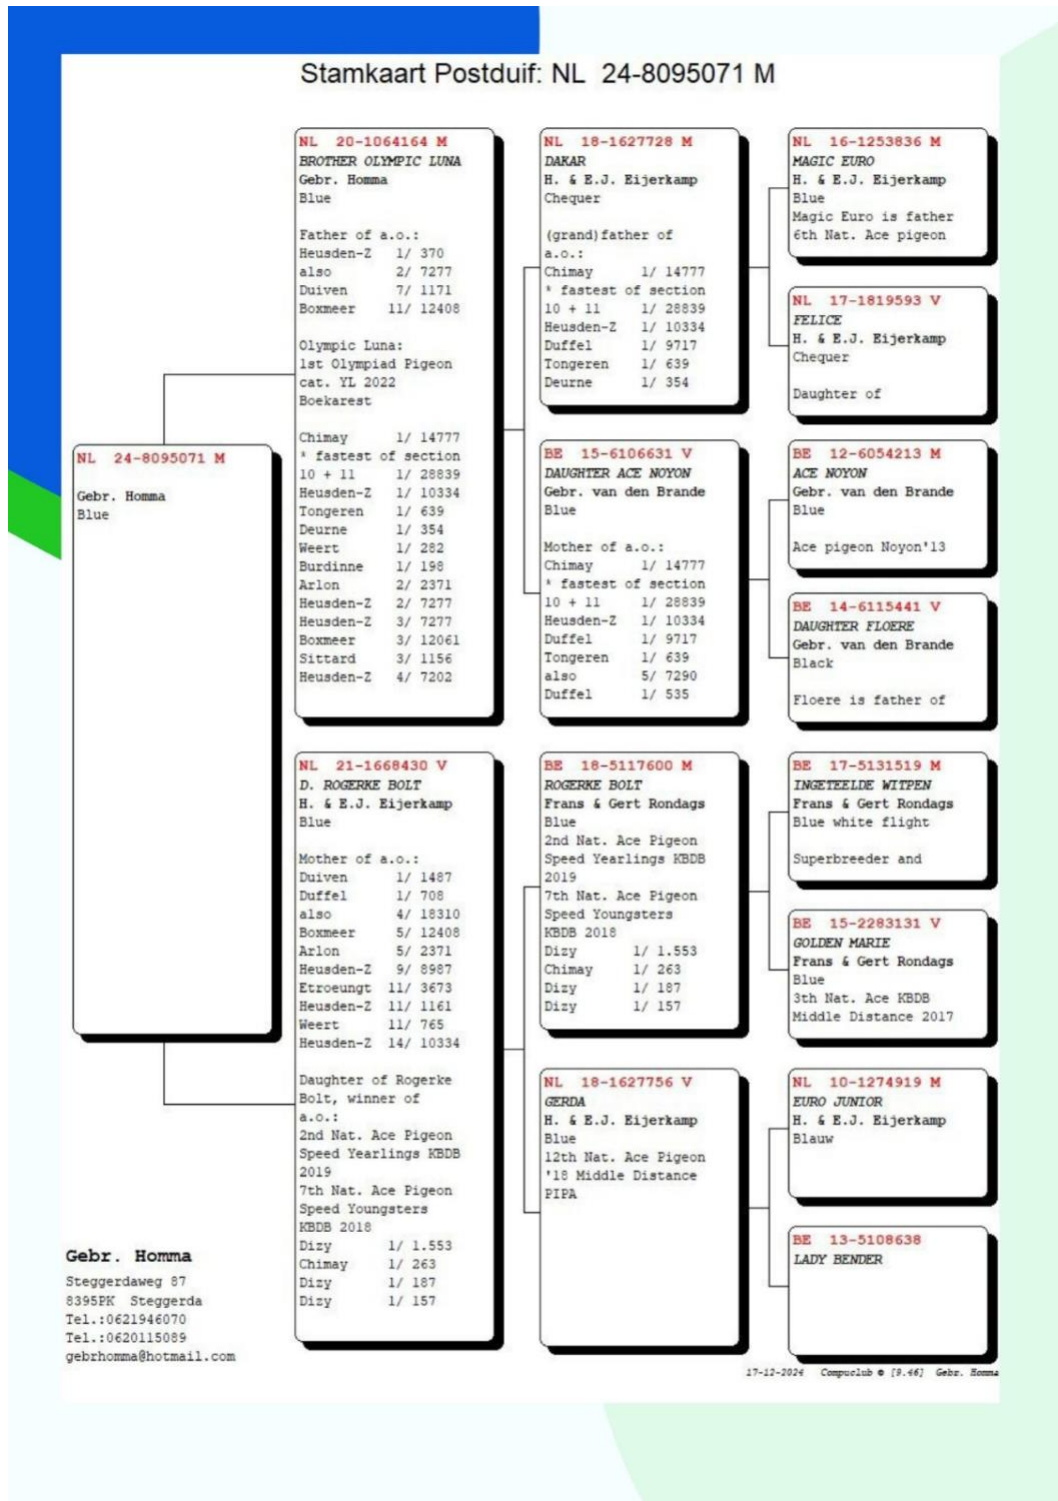 Stamkaart Postduif: NL 24-8095071 M
NL 24-8095071 M
Gebr. Homma
Blue
NL 20-1064164 M
BROTHER OLYMPIC LUNA
Gebr. Homma
Blue
Father of a.o.:
Heusden-Z 1/ 370
also 2/ 7277
Duiven 7/ 1171
Boxmeer 11/ 12408
Olympic Luna:
1st Olympiad Pigeon
cat. YL 2022
Boekarest
Chimay 1/ 14777
* fastest of section
10 + 11 1/ 28839
Heusden-Z 1/ 10334
Tongeren 1/ 639
Deurne 1/ 354
Weert 1/ 282
Burdinne 1/ 198
Arlon 2/ 2371
Heusden-Z 2/ 7277
Heusden-Z 3/ 7277
Boxmeer 3/ 12061
Sittard 3/ 1156
Heusden-Z 4/ 7202
NL 21-1668430 V
D. ROGERKE BOLT
H. & E.J. Eijerkamp
Blue
Mother of a.o.:
Duiven 1/ 1487
Duffel 1/ 708
also 4/ 18310
Boxmeer 5/ 12408
Arlon 5/ 2371
Heusden-Z 9/ 8987
Etroeungt 11/ 3673
Heusden-Z 11/ 1161
Weert 11/ 765
Heusden-Z 14/ 10334
Daughter of Rogerke
Bolt, winner of
a.o.:
2nd Nat. Ace Pigeon
Speed Yearlings KBDB
2019
7th Nat. Ace Pigeon
Speed Youngsters
KBDB 2018
Dizy 1/ 1.553
Chimay 1/ 263
Dizy 1/ 187
Dizy 1/ 157
NL 18-1627728 M
DAKAR
H. & E.J. Eijerkamp
Chequer
(grand)father of
a.o.:
Chimay 1/ 14777
* fastest of section
10 + 11 1/ 28839
Heusden-Z 1/ 10334
Duffel 1/ 9717
Tongeren 1/ 639
Deurne 1/ 354
BE 15-6106631 V
DAUGHTER ACE NOYON
Gebr. van den Brande
Blue
Mother of a.o.:
Chimay 1/ 14777
* fastest of section
10 + 11 1/ 28839
Heusden-Z 1/ 10334
Duffel 1/ 9717
Tongeren 1/ 639
also 5/ 7290
Duffel 1/ 535
BE 18-5117600 M
ROGERKE BOLT
Frans & Gert Rondags
Blue
2nd Nat. Ace Pigeon
Speed Yearlings KBDB
2019
7th Nat. Ace Pigeon
Speed Youngsters
KBDB 2018
Dizy 1/ 1.553
Chimay 1/ 263
Dizy 1/ 187
Dizy 1/ 157
NL 18-1627756 V
GERDA
H. & E.J. Eijerkamp
Blue
12th Nat. Ace Pigeon
'18 Middle Distance
PIPA
NL 16-1253836 M
MAGIC EURO
H. & E.J. Eijerkamp
Blue
Magic Euro is father
6th Nat. Ace pigeon
NL 17-1819593 V
FELICE
H. & E.J. Eijerkamp
Chequer
Daughter of
BE 12-6054213 M
ACE NOYON
Gebr. van den Brande
Blue
Ace pigeon Noyon'13
BE 14-6115441 V
DAUGHTER FLOERE
Gebr. van den Brande
Black
Floere is father of
BE 17-5131519 M
INGETEELDE WITPEN
Frans & Gert Rondags
Blue white flight
Superbreeder and
BE 15-2283131 V
GOLDEN MARIE
Frans & Gert Rondags
Blue
3th Nat. Ace KBDB
Middle Distance 2017
NL 10-1274919 M
EURO JUNIOR
H. & E.J. Eijerkamp
Blauw
BE 13-5108638
LADY BENDER
Gebr. Homma
Steggerdaweg 87
8395PK Steggerda
Tel.:0621946070
Tel.:0620115089
gebrhomma@hotmail.com
17-12-2024 Compuclub © [9.46] Gebr. Homma